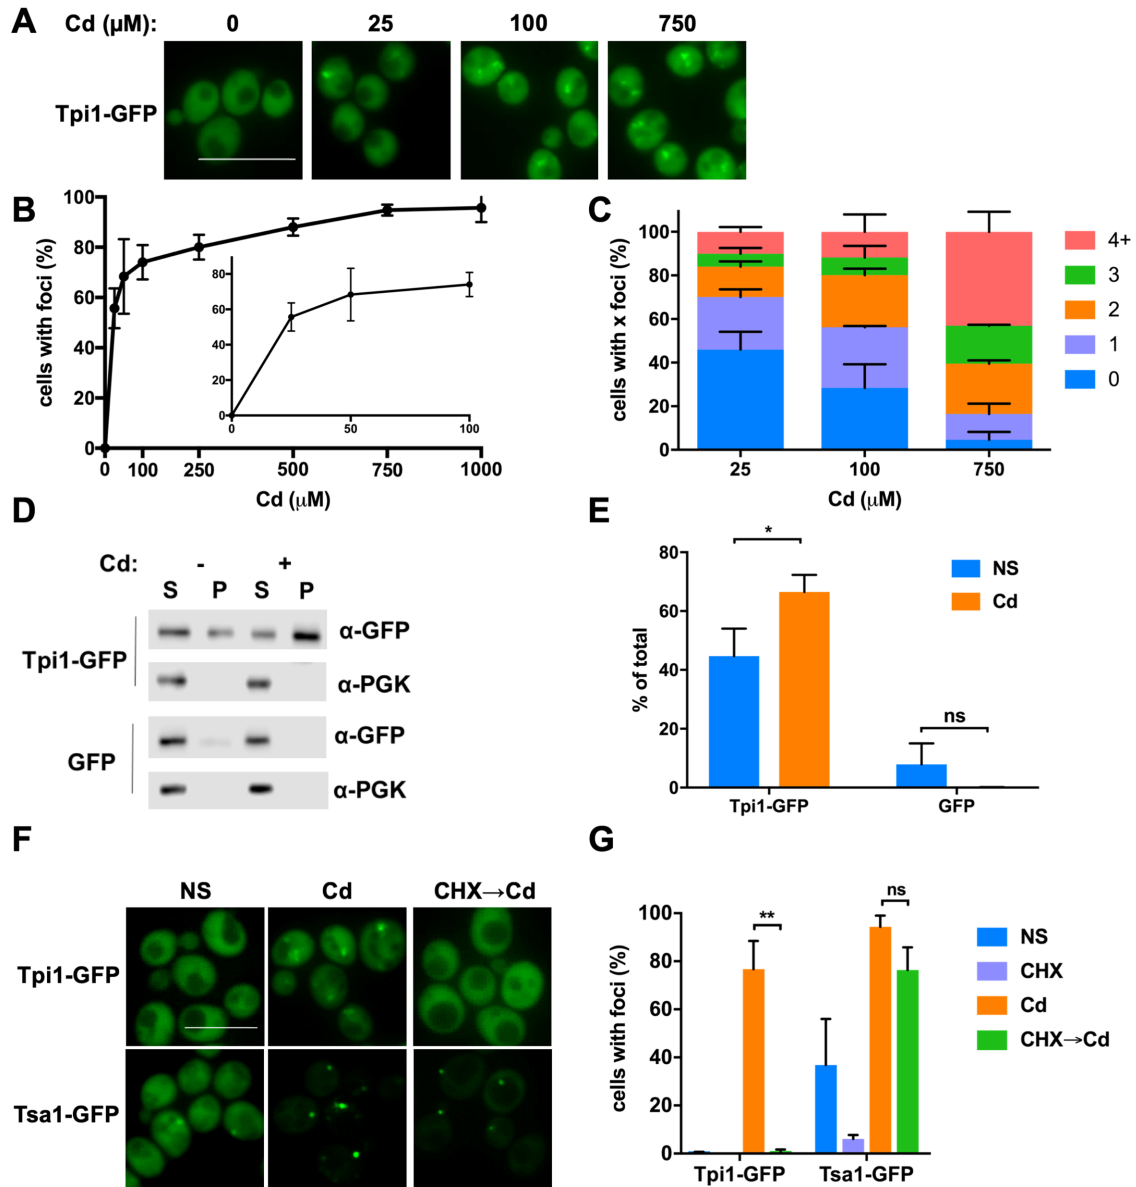 A
Cd (μM): 0 25 100 750
Tpi1-GFP
B
cells with foci (%)
100
80
60
40
20
0
0 100 250 500 750 1000
Cd (μM)
80
60
40
20
0
0 50 100
C
cells with x foci (%)
100
80
60
40
20
0
25 100 750
Cd (μM)
4+
3
2
1
0
D
Cd: - +
S P S P
Tpi1-GFP
α-GFP
α-PGK
GFP
α-GFP
α-PGK
E
% of total
80
60
40
20
0
*
ns
Tpi1-GFP GFP
NS
Cd
F
NS Cd CHX→Cd
Tpi1-GFP
Tsa1-GFP
G
cells with foci (%)
100
80
60
40
20
0
**
ns
Tpi1-GFP Tsa1-GFP
NS
CHX
Cd
CHX→Cd